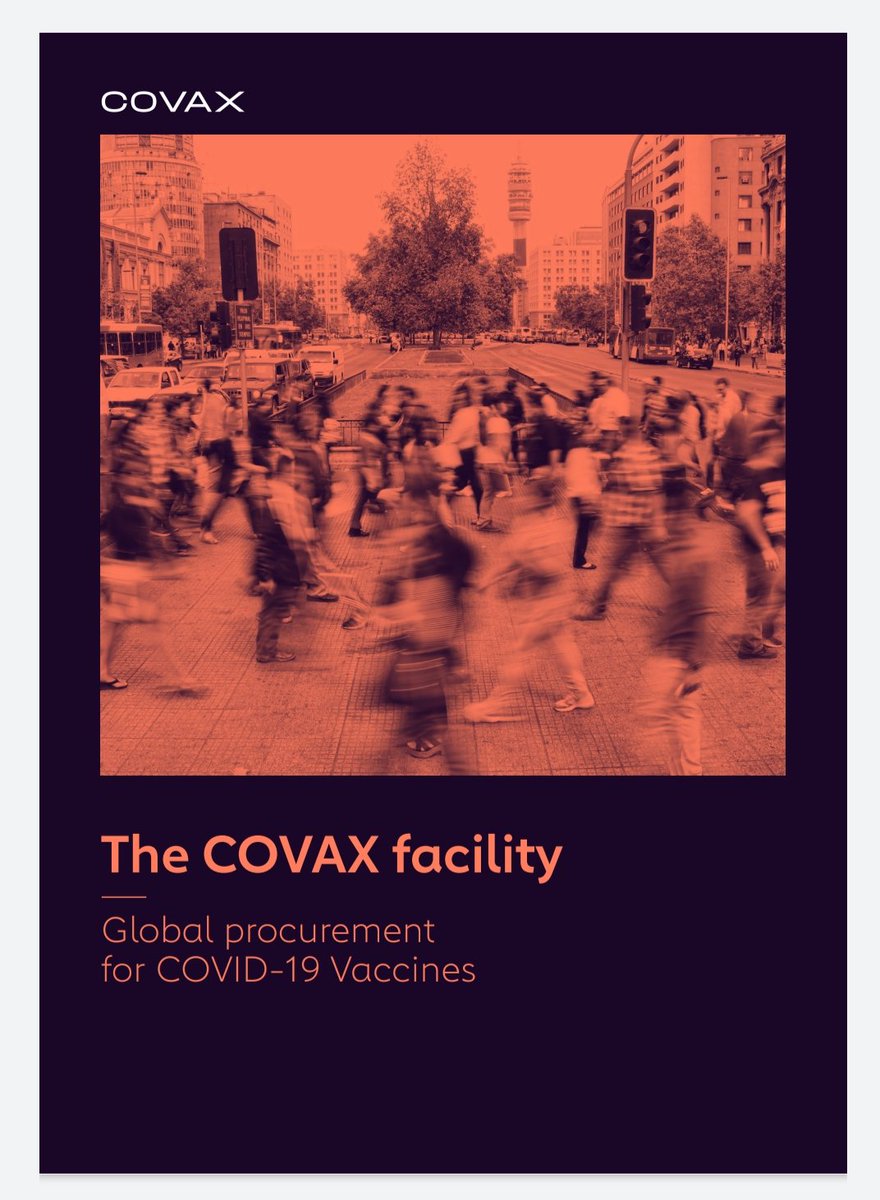 COVAX
The COVAX facility
Global procurement
for COVID-19 Vaccines